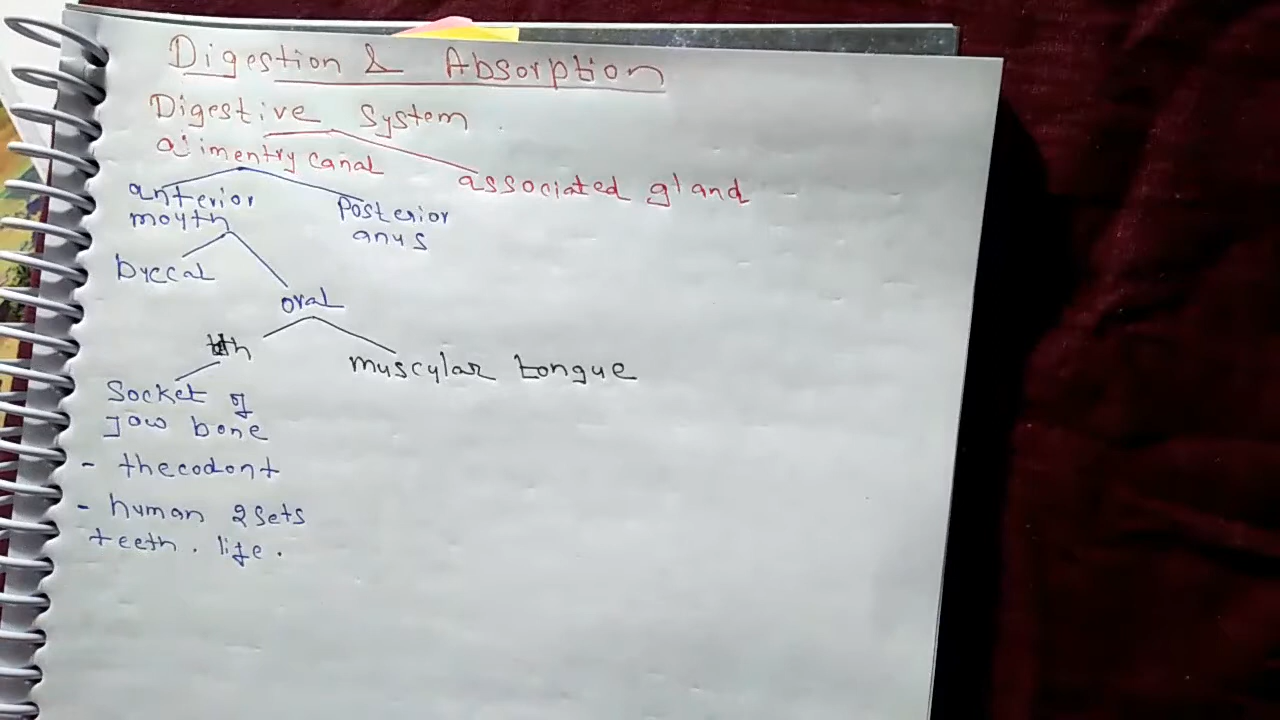 Digestion & Absorption
Digestive System
alimentry canal
associated gland
anterior
mouth
Posterior
anus
buccal
oral
muscular tongue
Socket of
Jaw bone
- thecodont
- human 2 sets
teeth . life .